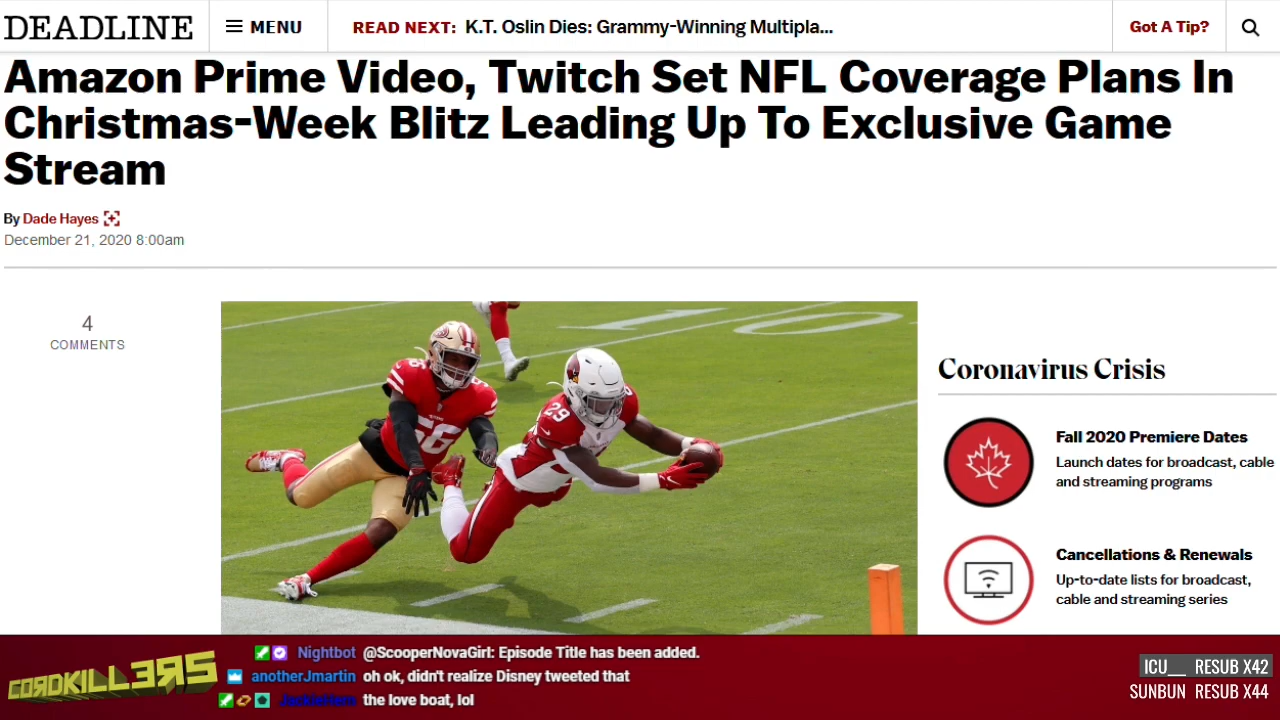 DEADLINE
MENU
READ NEXT: K.T. Oslin Dies: Grammy-Winning Multipla...
Got A Tip?
Amazon Prime Video, Twitch Set NFL Coverage Plans In
Christmas-Week Blitz Leading Up To Exclusive Game
Stream
By Dade Hayes
December 21, 2020 8:00am
4
COMMENTS
10
56
29
Coronavirus Crisis
Fall 2020 Premiere Dates
Launch dates for broadcast, cable
and streaming programs
Cancellations & Renewals
Up-to-date lists for broadcast,
cable and streaming series
CORDKILLERS
Nightbot @ScooperNovaGirl: Episode Title has been added.
anotherJmartin oh ok, didn't realize Disney tweeted that
the love boat, lol
ICU__ RESUB X42
SUNBUN RESUB X44